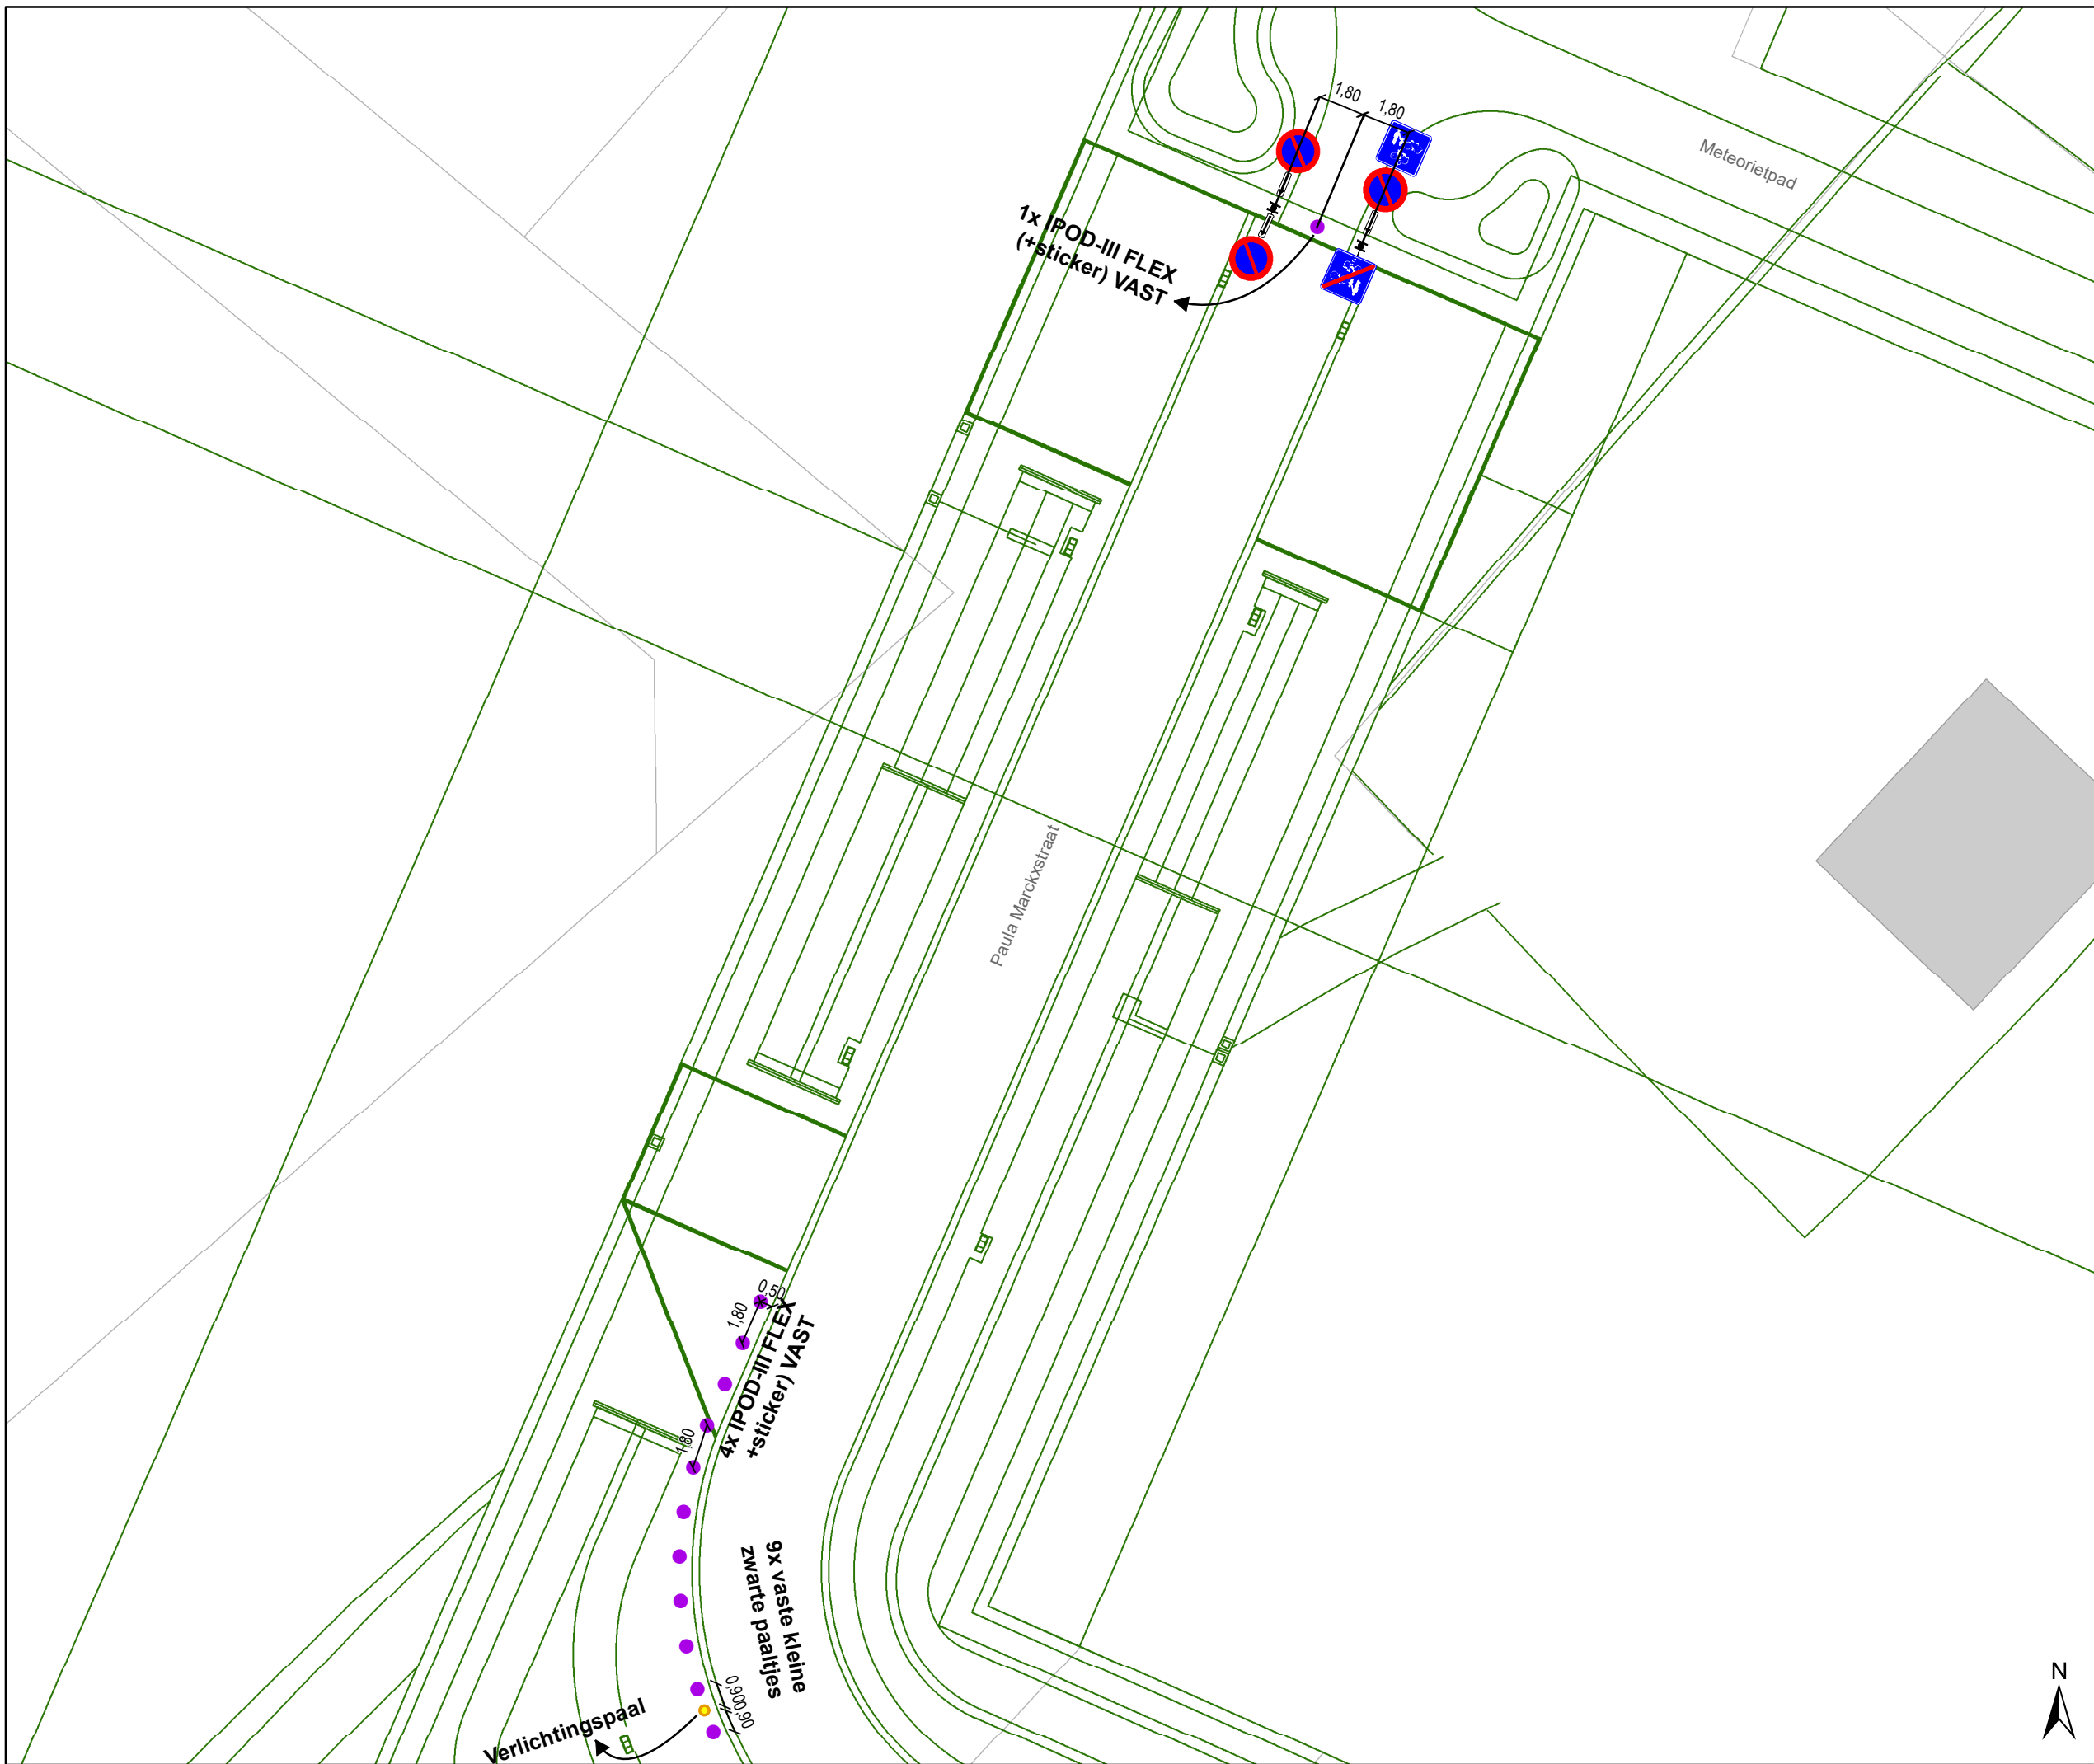 1,80
1,80
Meteorietpad
1x IPOD-III FLEX
(+sticker) VAST
Paula Marckxstraat
0,50
1,80
4x IPOD-III FLEX
+sticker) VAST
1,80
9x vaste kleine
zwarte paaltjes
0,90
0,90
Verlichtingspaal
N